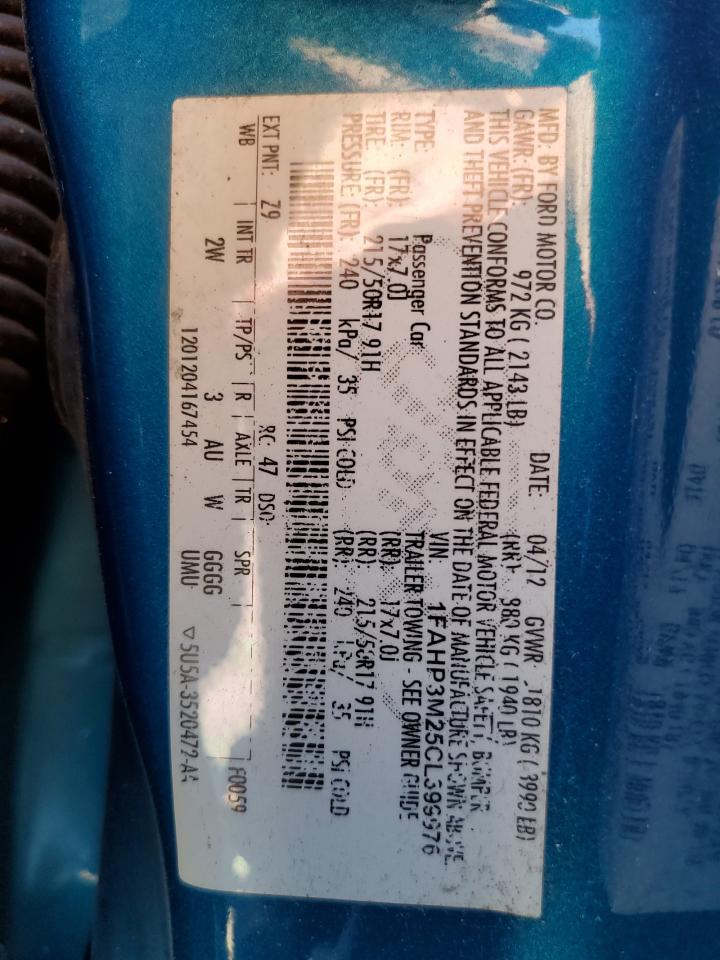 MFD. BY FORD MOTOR CO. DATE: 04/12 GVWR: 1810 KG ( 3990 LB)
GAWR: (FR): 972 KG ( 2143 LB) (RR): 880 KG ( 1940 LB)
THIS VEHICLE CONFORMS TO ALL APPLICABLE FEDERAL MOTOR VEHICLE SAFETY, BUMPER
AND THEFT PREVENTION STANDARDS IN EFFECT ON THE DATE OF MANUFACTURE SHOWN ABOVE.
VIN: 1FAHP3M25CL399976
TYPE: Passenger Car TRAILER TOWING - SEE OWNER GUIDE
RIM: (FR): 17x7.0J (RR): 17x7.0J
TIRE: (FR): 215/50R17 91H (RR): 215/50R17 91H
PRESSURE: (FR): 240 kPa/ 35 PSI COLD (RR): 240 kPa/ 35 PSI COLD
EXT PNT: Z9 RC: 47 DSO: F0059
WB INT TR TP/PS R AXLE TR SPR
2W 3 AU W GGGG
1201204167454 UMU
▽ 5U5A-3520472-AA